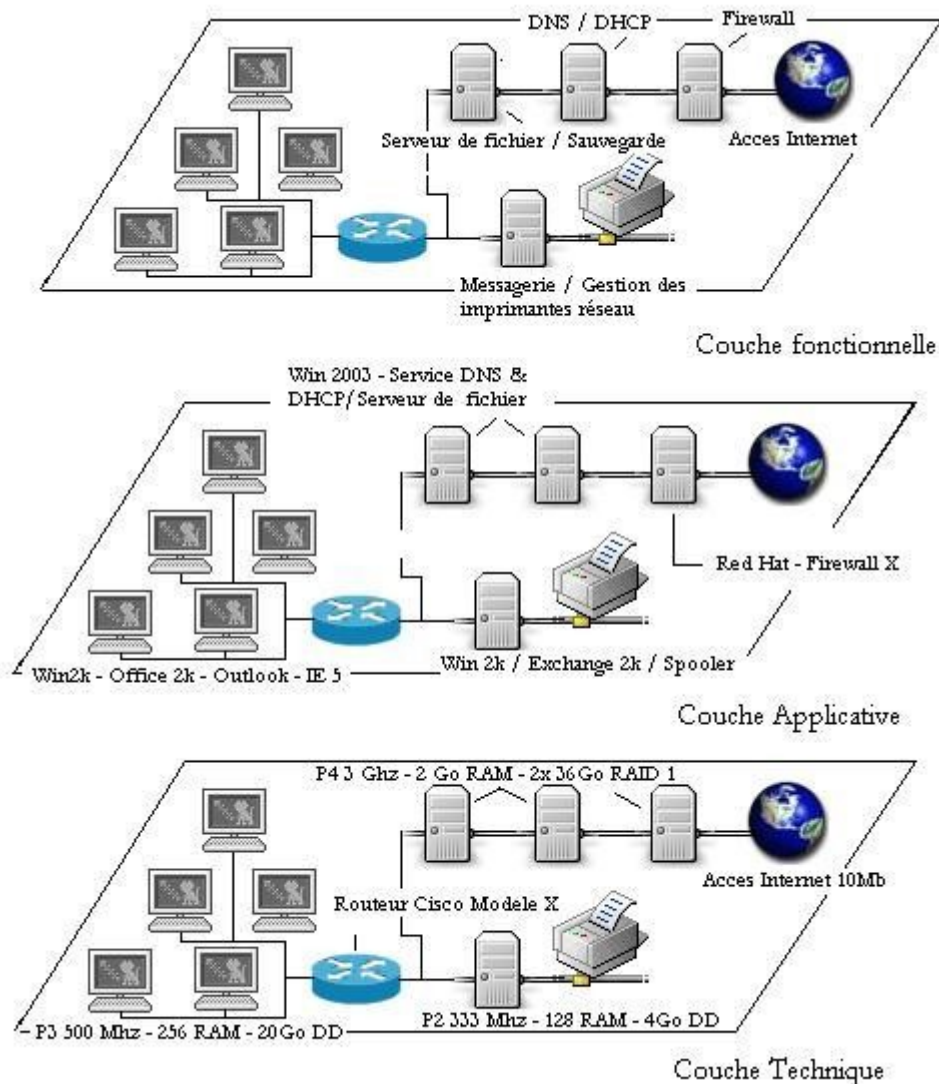 DNS / DHCP
Firewall
Serveur de fichier / Sauvegarde
Acces Internet
Messagerie / Gestion des
imprimantes réseau
Couche fonctionnelle
Win 2003 - Service DNS &
DHCP/ Serveur de fichier
Red Hat - Firewall X
Win 2k / Exchange 2k / Spooler
Win2k - Office 2k - Outlook - IE 5
Couche Applicative
P4 3 Ghz - 2 Go RAM - 2x 36Go RAID 1
Acces Internet 10Mb
Routeur Cisco Modele X
P2 333 Mhz - 128 RAM - 4Go DD
P3 500 Mhz - 256 RAM - 20Go DD
Couche Technique